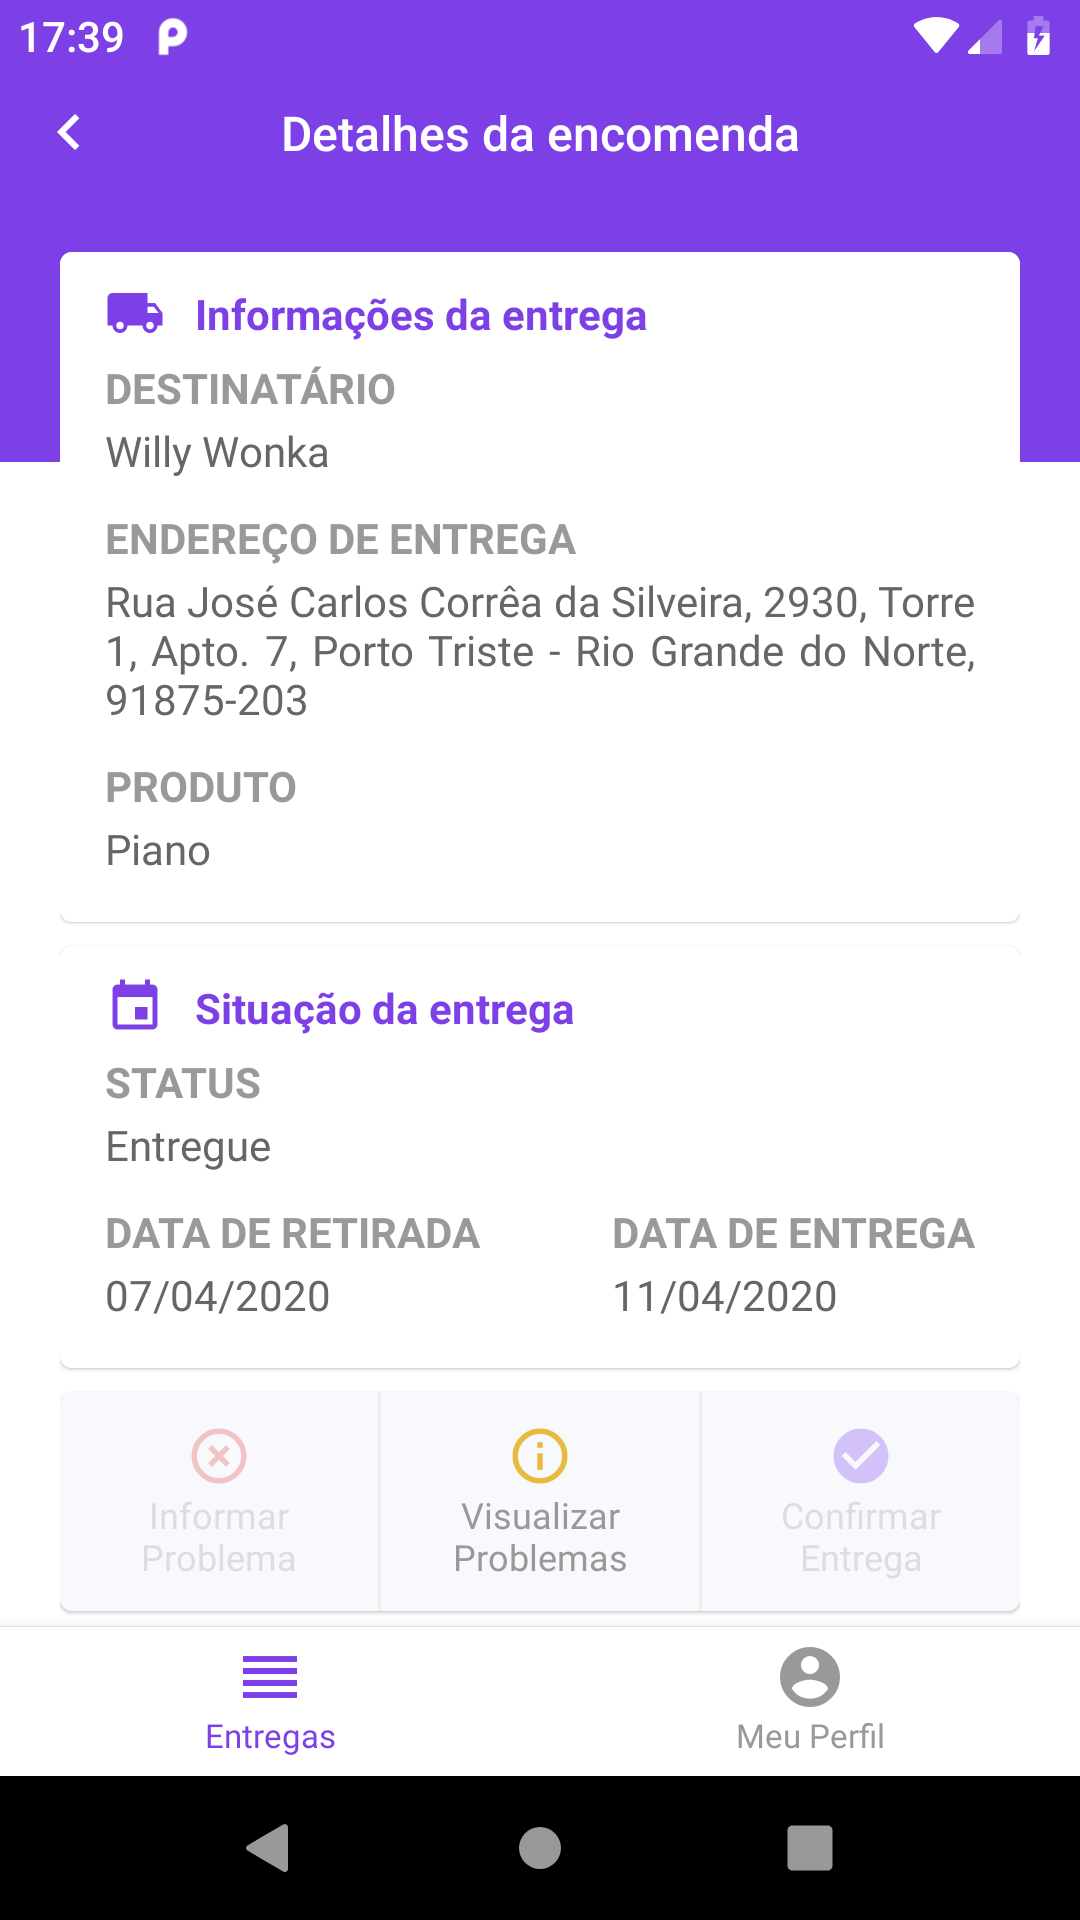 17:39
Detalhes da encomenda
Informações da entrega
DESTINATÁRIO
Willy Wonka
ENDEREÇO DE ENTREGA
Rua José Carlos Corrêa da Silveira, 2930, Torre
1, Apto. 7, Porto Triste - Rio Grande do Norte,
91875-203
PRODUTO
Piano
Situação da entrega
STATUS
Entregue
DATA DE RETIRADA
DATA DE ENTREGA
07/04/2020
11/04/2020
Informar
Problema
Visualizar
Problemas
Confirmar
Entrega
Entregas
Meu Perfil